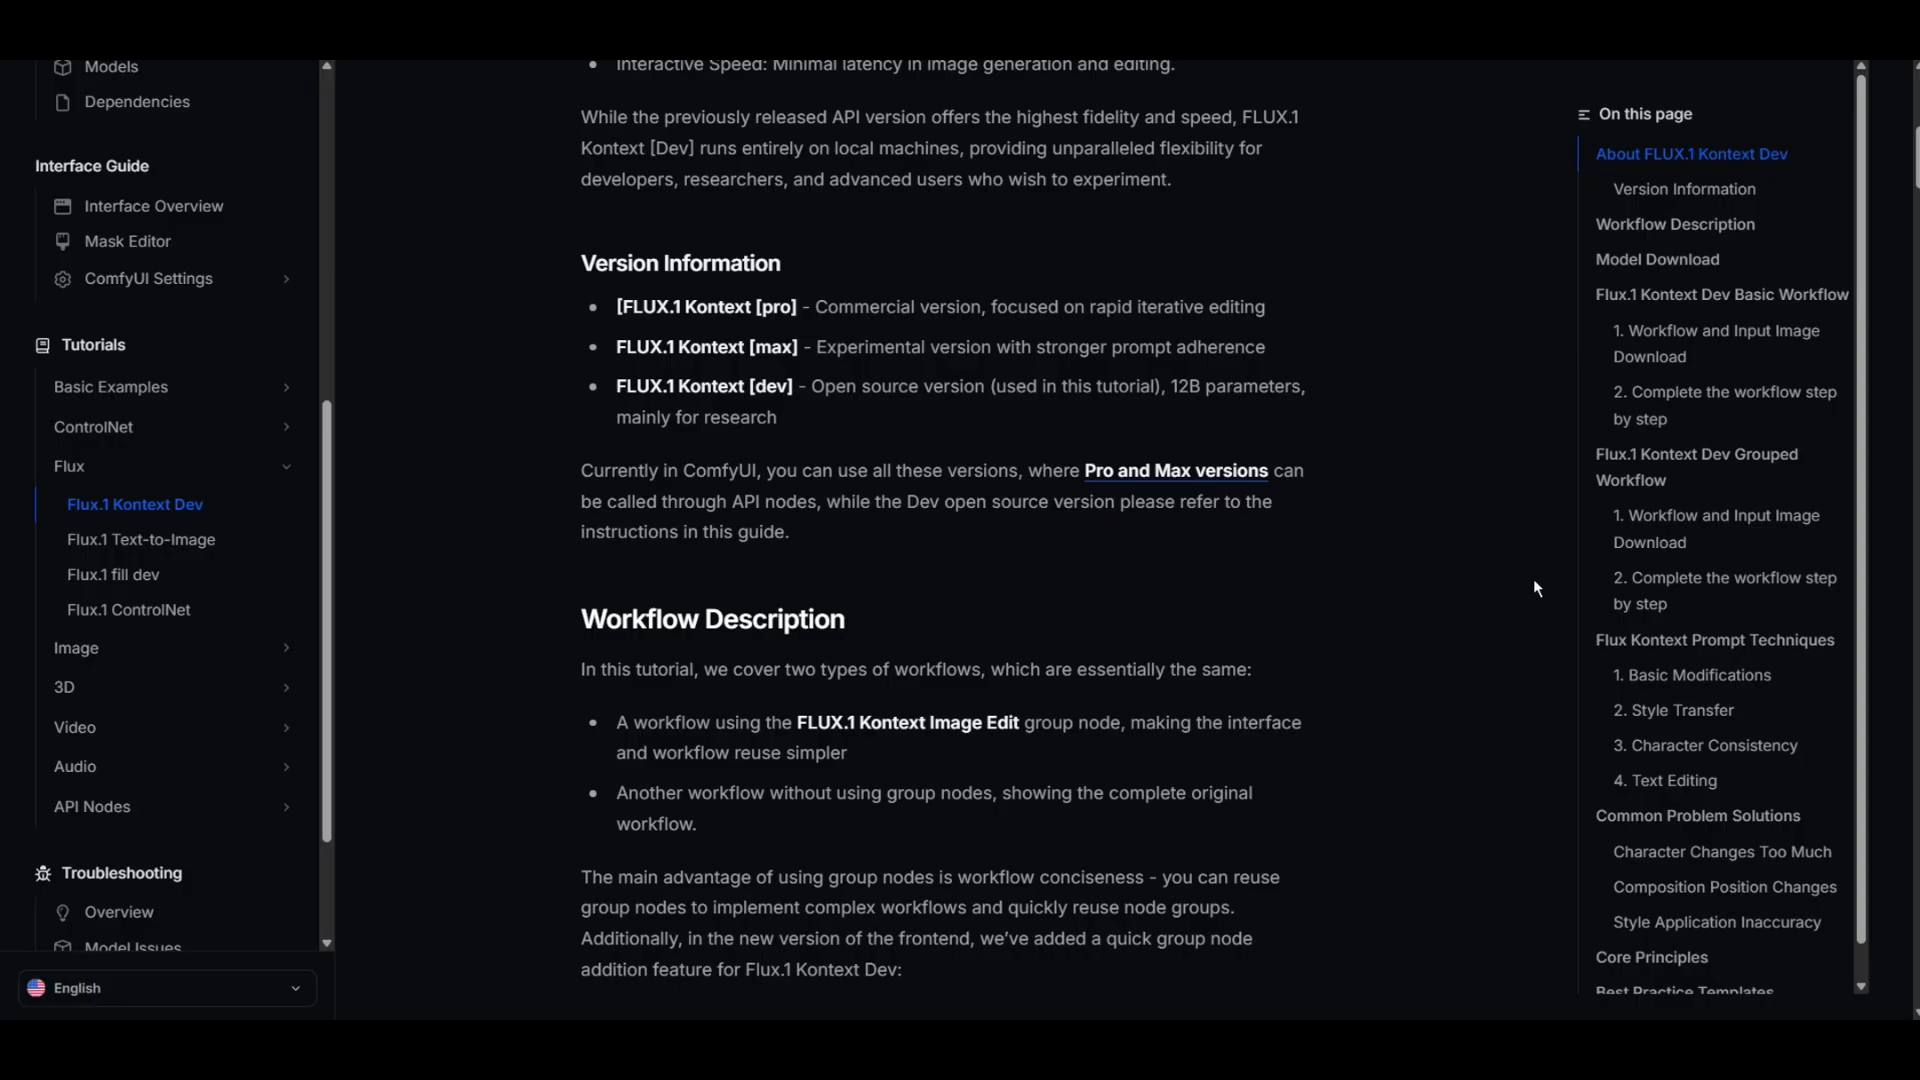 Models
Dependencies
Interface Guide
Interface Overview
Mask Editor
ComfyUI Settings
Tutorials
Basic Examples
ControlNet
Flux
Flux.1 Kontext Dev
Flux.1 Text-to-Image
Flux.1 fill dev
Flux.1 ControlNet
Image
3D
Video
Audio
API Nodes
Troubleshooting
Overview
Model Issues
English
Interactive Speed: Minimal latency in image generation and editing.
While the previously released API version offers the highest fidelity and speed, FLUX.1
Kontext [Dev] runs entirely on local machines, providing unparalleled flexibility for
developers, researchers, and advanced users who wish to experiment.
Version Information
[FLUX.1 Kontext [pro] - Commercial version, focused on rapid iterative editing
FLUX.1 Kontext [max] - Experimental version with stronger prompt adherence
FLUX.1 Kontext [dev] - Open source version (used in this tutorial), 12B parameters,
mainly for research
Currently in ComfyUI, you can use all these versions, where Pro and Max versions can
be called through API nodes, while the Dev open source version please refer to the
instructions in this guide.
Workflow Description
In this tutorial, we cover two types of workflows, which are essentially the same:
A workflow using the FLUX.1 Kontext Image Edit group node, making the interface
and workflow reuse simpler
Another workflow without using group nodes, showing the complete original
workflow.
The main advantage of using group nodes is workflow conciseness - you can reuse
group nodes to implement complex workflows and quickly reuse node groups.
Additionally, in the new version of the frontend, we've added a quick group node
addition feature for Flux.1 Kontext Dev:
On this page
About FLUX.1 Kontext Dev
Version Information
Workflow Description
Model Download
Flux.1 Kontext Dev Basic Workflow
1. Workflow and Input Image
Download
2. Complete the workflow step
by step
Flux.1 Kontext Dev Grouped
Workflow
1. Workflow and Input Image
Download
2. Complete the workflow step
by step
Flux Kontext Prompt Techniques
1. Basic Modifications
2. Style Transfer
3. Character Consistency
4. Text Editing
Common Problem Solutions
Character Changes Too Much
Composition Position Changes
Style Application Inaccuracy
Core Principles
Best Practice Templates